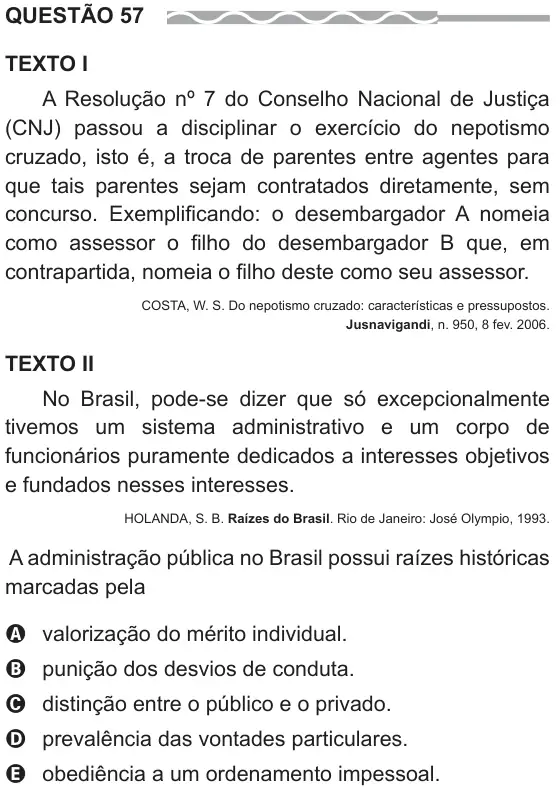 QUESTÃO 57
TEXTO I
A Resolução nº 7 do Conselho Nacional de Justiça
(CNJ) passou a disciplinar o exercício do nepotismo
cruzado, isto é, a troca de parentes entre agentes para
que tais parentes sejam contratados diretamente, sem
concurso. Exemplificando: o desembargador A nomeia
como assessor o filho do desembargador B que, em
contrapartida, nomeia o filho deste como seu assessor.
COSTA, W. S. Do nepotismo cruzado: características e pressupostos.
Jusnavigandi, n. 950, 8 fev. 2006.
TEXTO II
No Brasil, pode-se dizer que só excepcionalmente
tivemos um sistema administrativo e um corpo de
funcionários puramente dedicados a interesses objetivos
e fundados nesses interesses.
HOLANDA, S. B. Raízes do Brasil. Rio de Janeiro: José Olympio, 1993.
A administração pública no Brasil possui raízes históricas
marcadas pela
A valorização do mérito individual.
B punição dos desvios de conduta.
C distinção entre o público e o privado.
D prevalência das vontades particulares.
E obediência a um ordenamento impessoal.